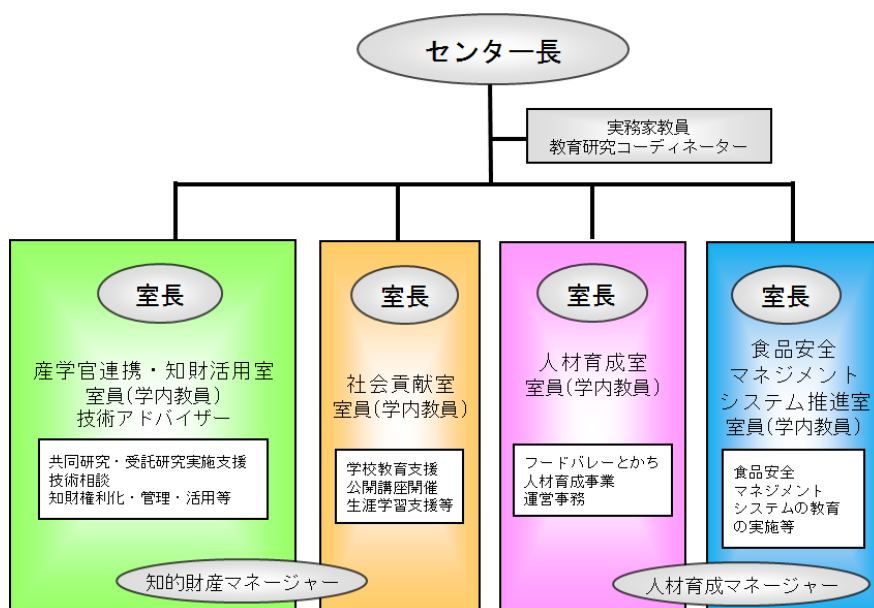 センター長
実務家教員
教育研究コーディネーター
室長
産学官連携・知財活用室
室員(学内教員)
技術アドバイザー
共同研究・受託研究実施支援
技術相談
知財権利化・管理・活用等
室長
社会貢献室
室員(学内教員)
学校教育支援
公開講座開催
生涯学習支援等
室長
人材育成室
室員(学内教員)
フードバレーとかち
人材育成事業
運営事務
室長
食品安全
マネジメント
システム推進室
室員(学内教員)
食品安全
マネジメント
システムの教育
の実施等
知的財産マネージャー
人材育成マネージャー